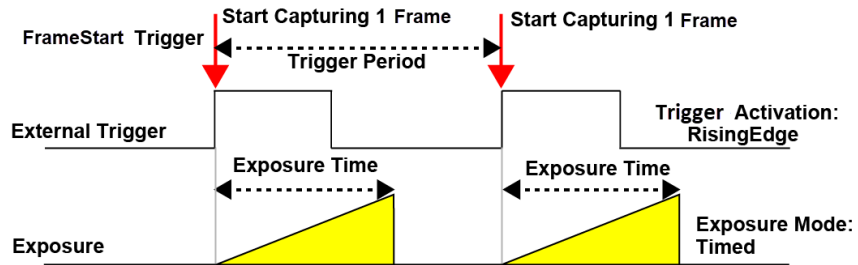 Start Capturing 1 Frame
Start Capturing 1 Frame
FrameStart Trigger
Trigger Period
External Trigger
Trigger Activation:
RisingEdge
Exposure Time
Exposure Time
Exposure
Exposure Mode:
Timed